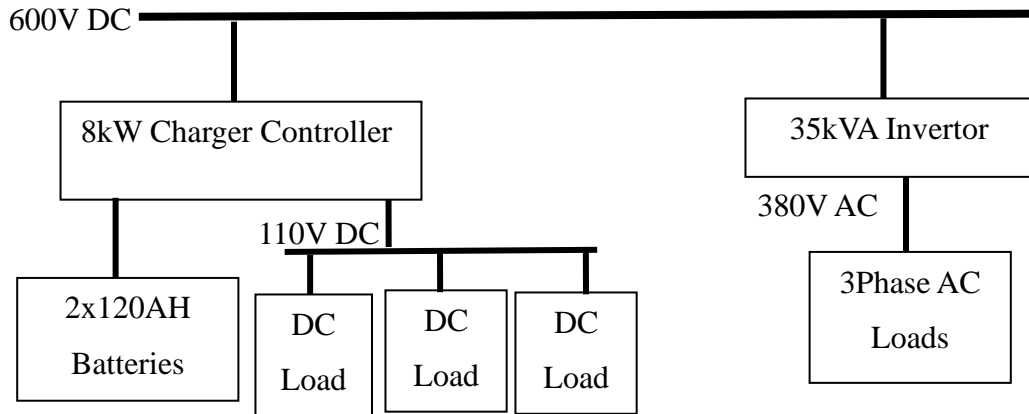 600V DC
8kW Charger Controller
35kVA Invertor
380V AC
110V DC
2x120AH
Batteries
DC
Load
DC
Load
DC
Load
3Phase AC
Loads